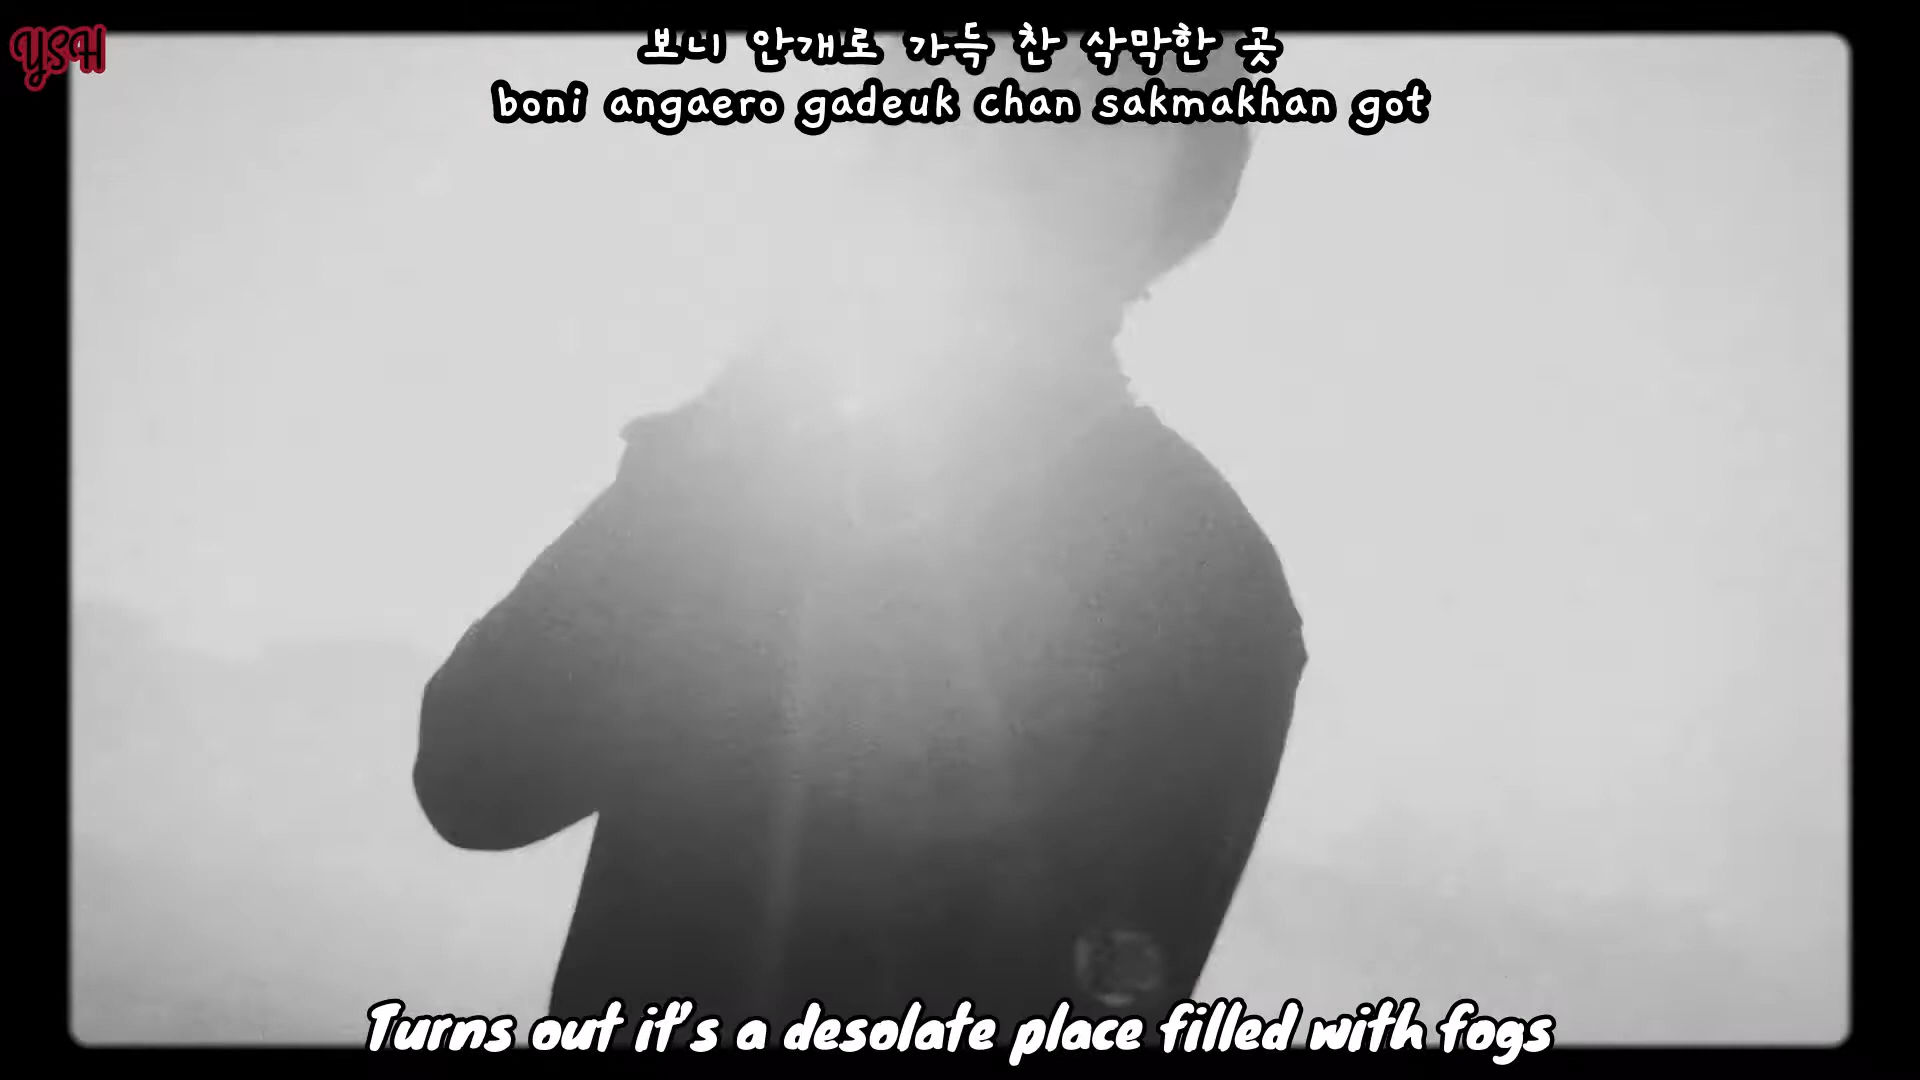 YSH
보니 안개로 가득 찬 삭막한 곳
boni angaero gadeuk chan sakmakhan got
Turns out it's a desolate place filled with fogs